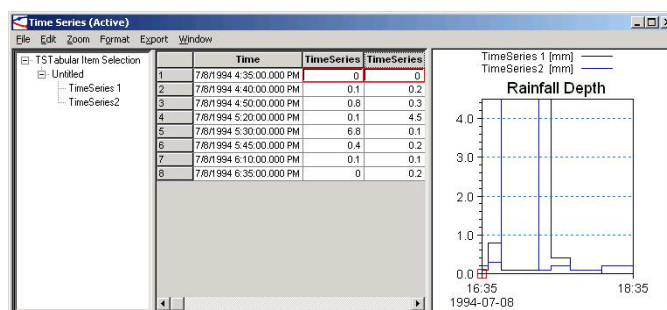 Time Series (Active)
File Edit Zoom Format Export Window
TSTabular Item Selection
Untitled
TimeSeries 1
TimeSeries2
Time TimeSeries TimeSeries
1 7/8/1994 4:35:00.000 PM 0 0
2 7/8/1994 4:40:00.000 PM 0.1 0.2
3 7/8/1994 4:50:00.000 PM 0.8 0.3
4 7/8/1994 5:20:00.000 PM 0.1 4.5
5 7/8/1994 5:30:00.000 PM 6.8 0.1
6 7/8/1994 5:45:00.000 PM 0.4 0.2
7 7/8/1994 6:10:00.000 PM 0.1 0.1
8 7/8/1994 6:35:00.000 PM 0 0.2
TimeSeries 1 [mm]
TimeSeries2 [mm]
Rainfall Depth
4.0
3.0
2.0
1.0
0.0
16:35 18:35
1994-07-08